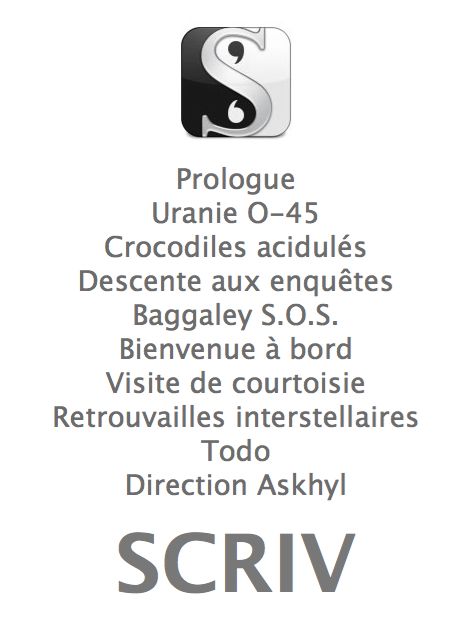 Prologue
Uranie O-45
Crocodiles acidulés
Descente aux enquêtes
Baggaley S.O.S.
Bienvenue à bord
Visite de courtoisie
Retrouvailles interstellaires
Todo
Direction Askhyl
SCRIV